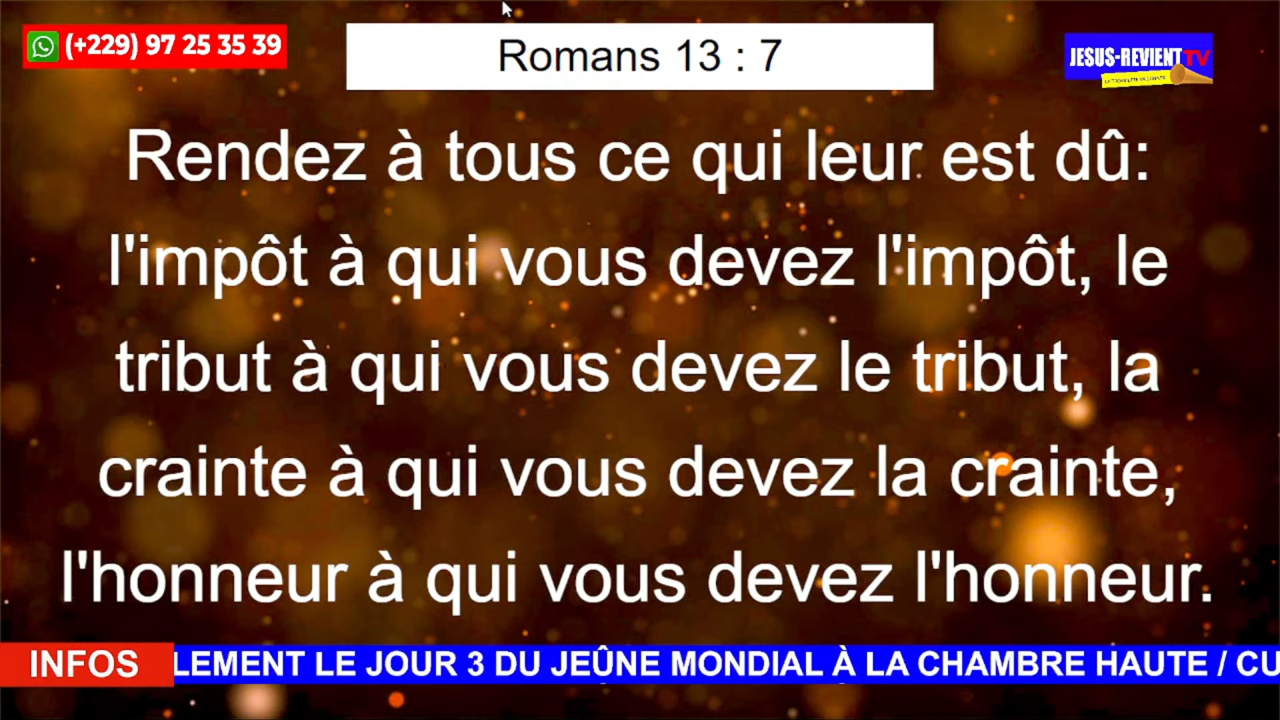 (+229) 97 25 35 39
Romans 13 : 7
JESUS-REVIENT TV
Rendez à tous ce qui leur est dû:
l'impôt à qui vous devez l'impôt, le
tribut à qui vous devez le tribut, la
crainte à qui vous devez la crainte,
l'honneur à qui vous devez l'honneur.
INFOS
LEMENT LE JOUR 3 DU JEÛNE MONDIAL À LA CHAMBRE HAUTE / CU